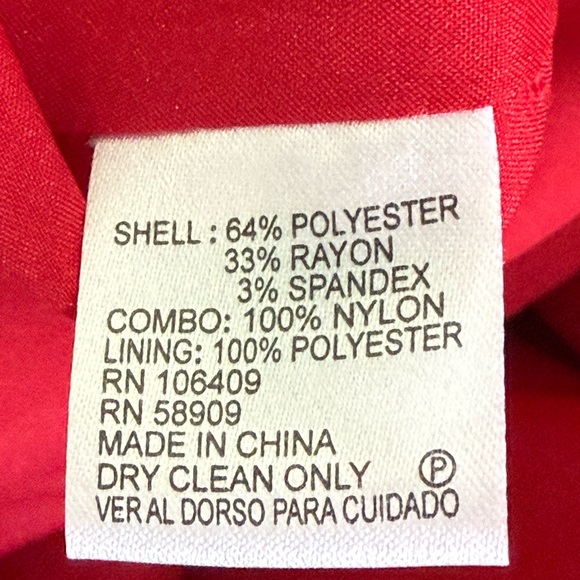 SHELL : 64% POLYESTER
33% RAYON
3% SPANDEX
COMBO: 100% NYLON
LINING: 100% POLYESTER
RN 106409
RN 58909
MADE IN CHINA
DRY CLEAN ONLY Ⓟ
VER AL DORSO PARA CUIDADO